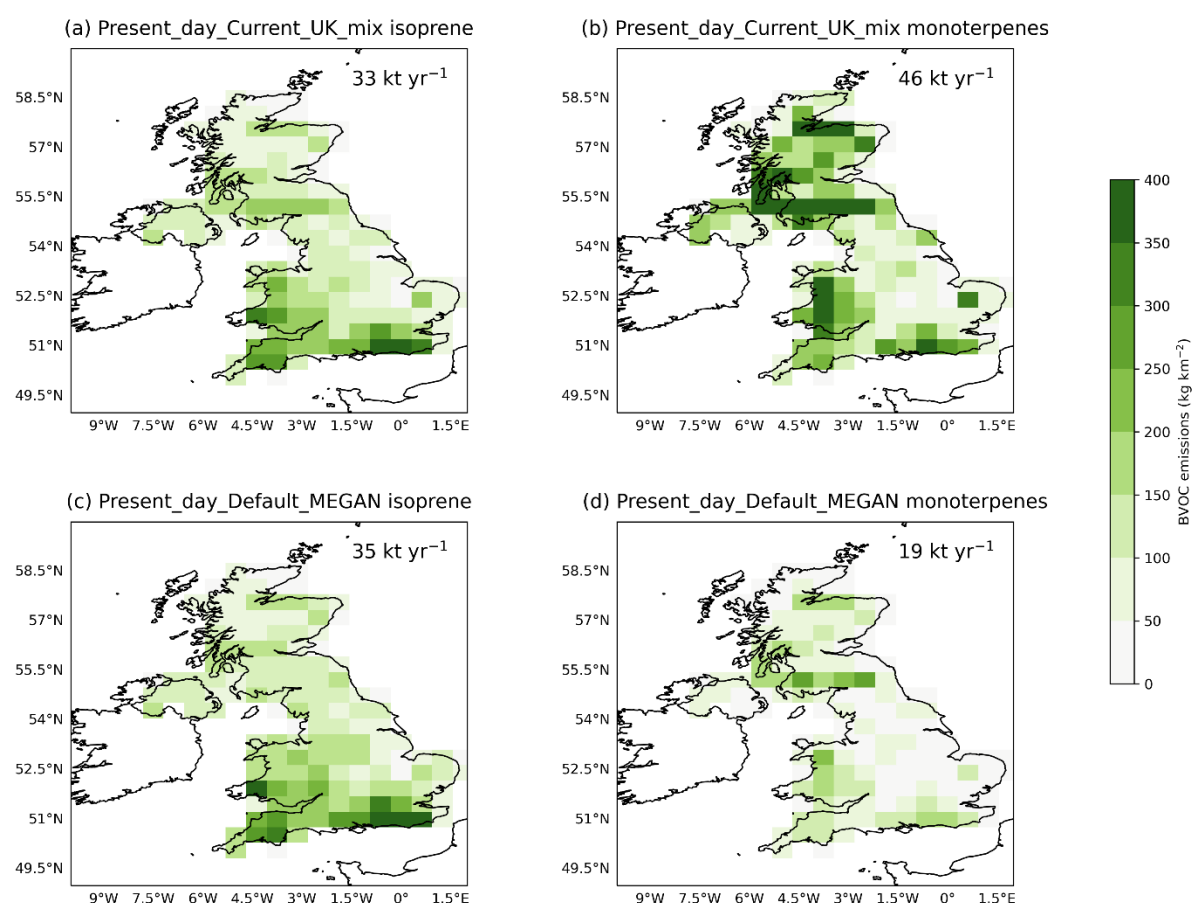 (a) Present_day_Current_UK_mix isoprene
33 kt yr⁻¹
58.5°N
57°N
55.5°N
54°N
52.5°N
51°N
49.5°N
9°W 7.5°W 6°W 4.5°W 3°W 1.5°W 0° 1.5°E
(b) Present_day_Current_UK_mix monoterpenes
46 kt yr⁻¹
58.5°N
57°N
55.5°N
54°N
52.5°N
51°N
49.5°N
9°W 7.5°W 6°W 4.5°W 3°W 1.5°W 0° 1.5°E
(c) Present_day_Default_MEGAN isoprene
35 kt yr⁻¹
58.5°N
57°N
55.5°N
54°N
52.5°N
51°N
49.5°N
9°W 7.5°W 6°W 4.5°W 3°W 1.5°W 0° 1.5°E
(d) Present_day_Default_MEGAN monoterpenes
19 kt yr⁻¹
58.5°N
57°N
55.5°N
54°N
52.5°N
51°N
49.5°N
9°W 7.5°W 6°W 4.5°W 3°W 1.5°W 0° 1.5°E
400
350
300
250
200
150
100
50
0
BVOC emissions (kg km⁻²)